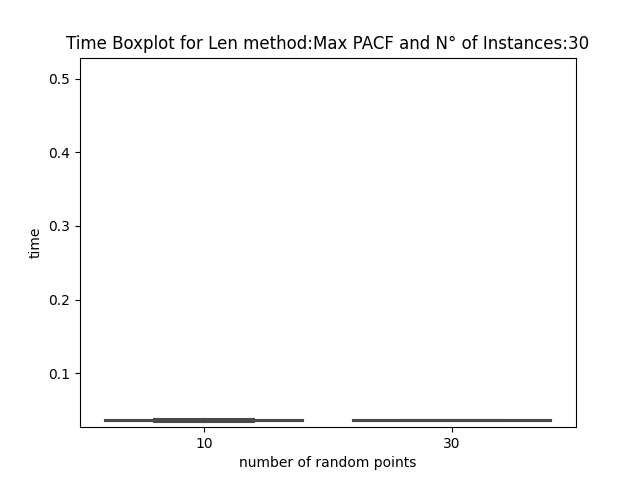 Time Boxplot for Len method:Max PACF and N° of Instances:30
0.5
0.4
0.3
0.2
0.1
time
10
30
number of random points